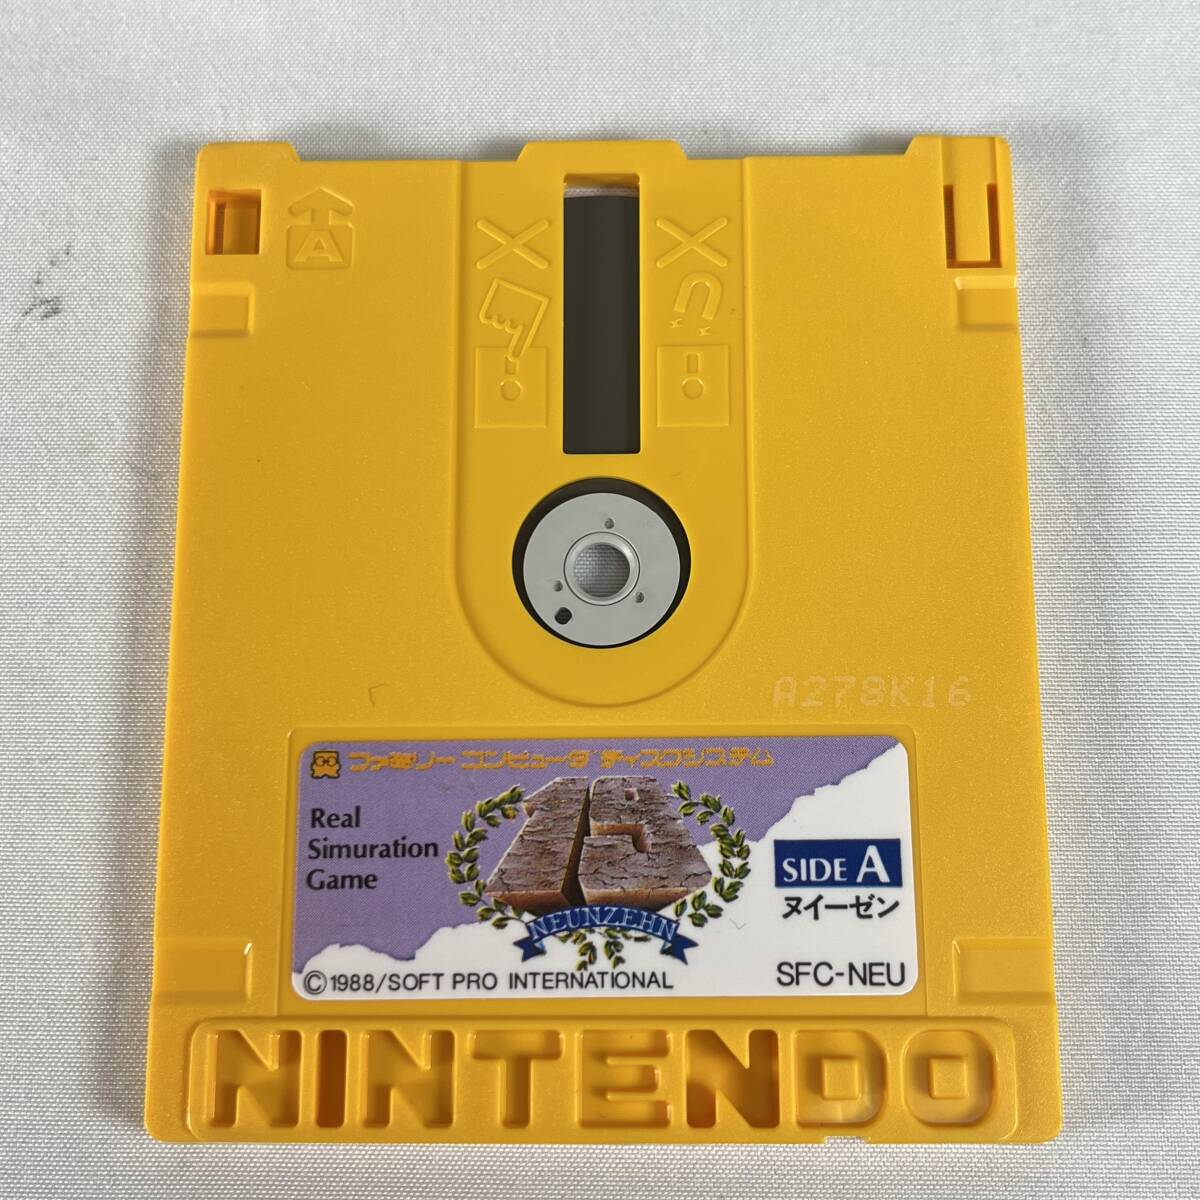 A
A278K16
ファミリーコンピュータ ディスクシステム
Real
Simuration
Game
19
NEUNZEHN
SIDE A
ヌイーゼン
©1988/SOFT PRO INTERNATIONAL
SFC-NEU
NINTENDO